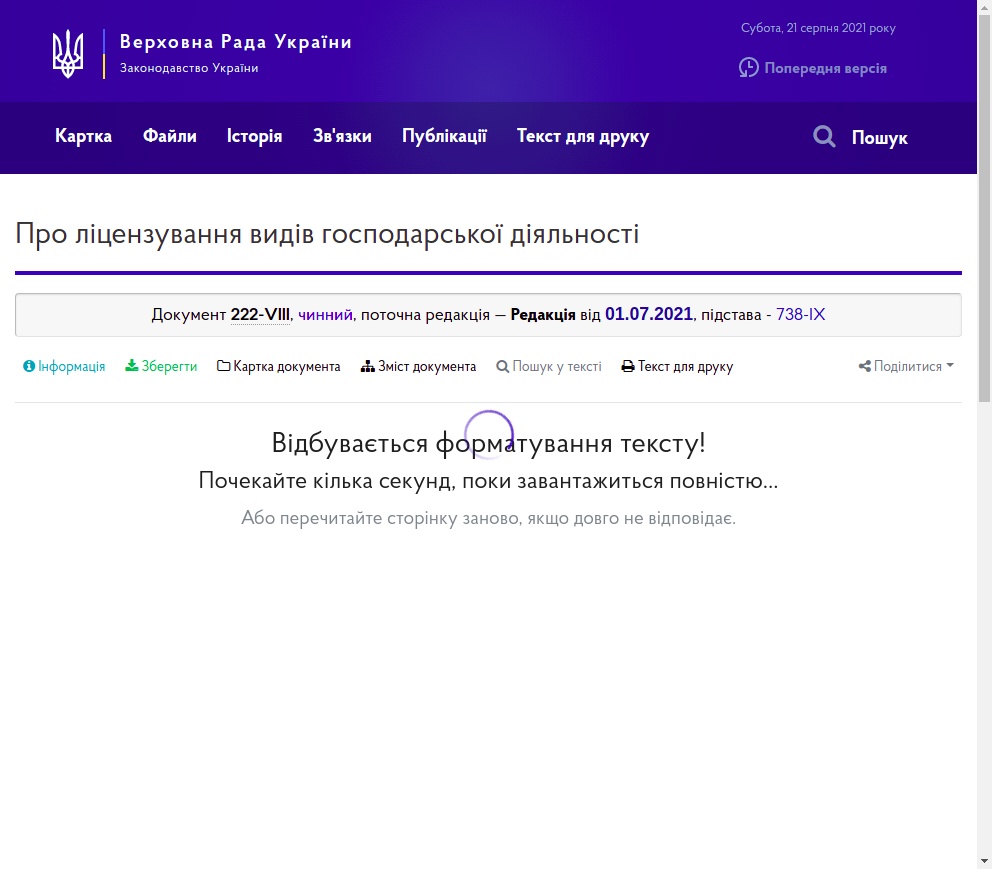 Верховна Рада України
Законодавство України
Субота, 21 серпня 2021 року
Попередня версія
Картка Файли Історія Зв'язки Публікації Текст для друку Пошук
Про ліцензування видів господарської діяльності
Документ 222-VIII, чинний, поточна редакція — Редакція від 01.07.2021, підстава - 738-IX
Інформація Зберегти Картка документа Зміст документа Пошук у тексті Текст для друку Поділитися
Відбувається форматування тексту!
Почекайте кілька секунд, поки завантажиться повністю...
Або перечитайте сторінку заново, якщо довго не відповідає.